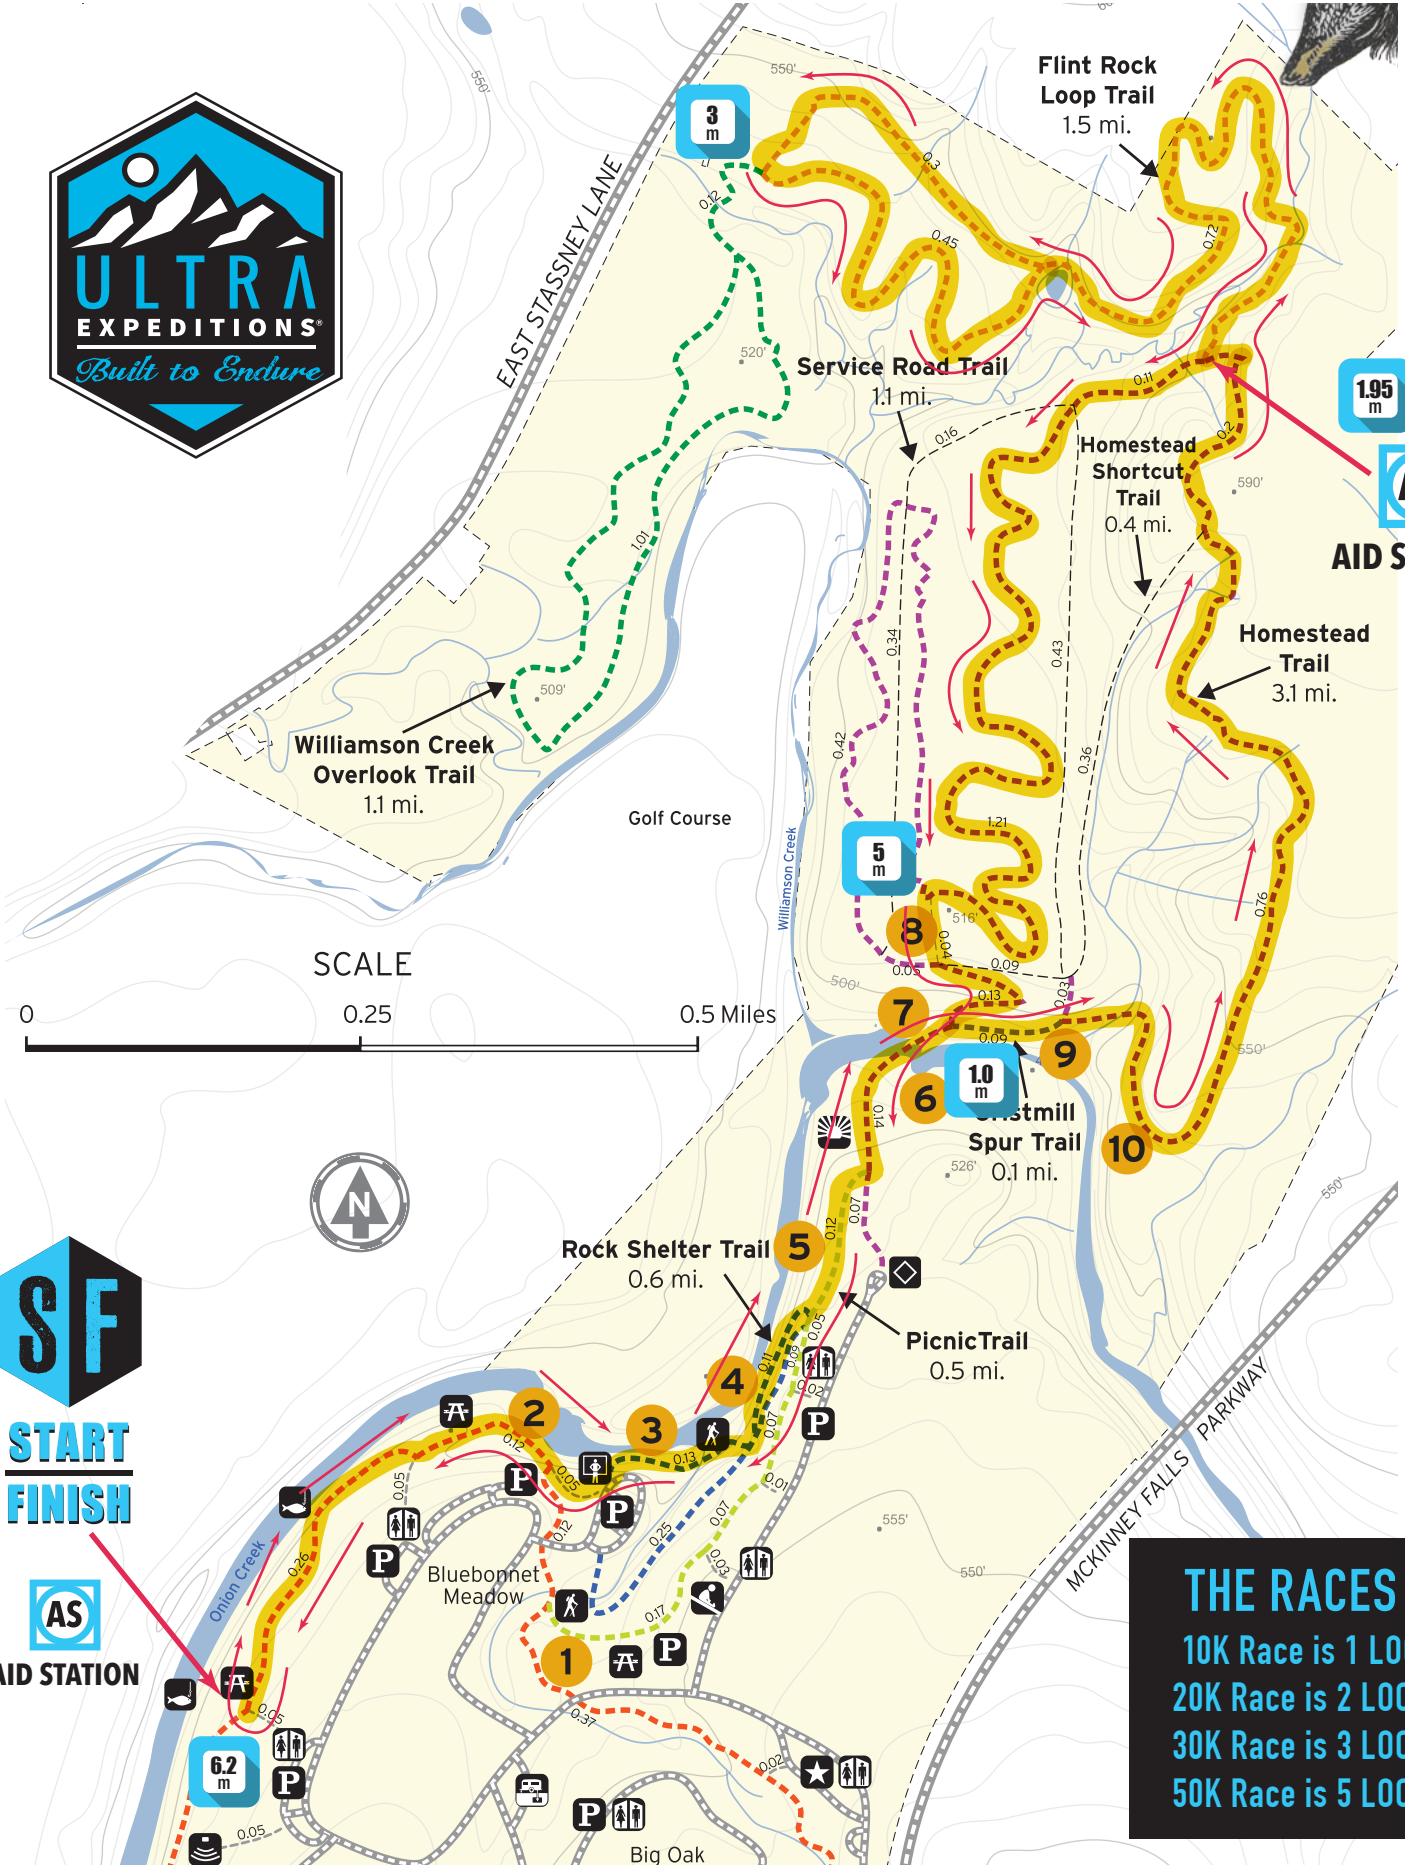 550'
550'
Flint Rock
Loop Trail
1.5 mi.
3
m
0.3
0.12
0.45
0.72
EAST STASSNEY LANE
ULTRA
EXPEDITIONS®
Built to Endure
520'
Service Road Trail
1.1 mi.
0.11
1.95
m
0.16
0.2
Homestead
Shortcut
Trail
0.4 mi.
590'
AID S
1.01
0.34
0.43
Homestead
Trail
3.1 mi.
509'
Williamson Creek
Overlook Trail
1.1 mi.
0.42
0.36
Golf Course
1.21
5
m
Williamson Creek
0.76
516'
8
0.04
0.05
0.09
SCALE
500'
0.03
0.13
0
0.25
0.5 Miles
7
0.09
9
550'
1.0
m
6
0.14
stmill
Spur Trail
0.1 mi.
10
526'
550'
N
0.07
0.12
5
Rock Shelter Trail
0.6 mi.
SF
START
FINISH
0.05
PicnicTrail
0.5 mi.
0.11
0.09
0.02
4
2
3
0.07
P
MCKINNEY FALLS PARKWAY
0.12
0.13
0.05
0.05
P
P
0.01
0.12
0.25
0.07
555'
P
0.26
Bluebonnet
Meadow
0.03
550'
Onion Creek
AS
AID STATION
0.17
1
P
0.05
0.37
6.2
m
P
0.02
P
0.05
Big Oak
THE RACES
10K Race is 1 LO
20K Race is 2 LOO
30K Race is 3 LOO
50K Race is 5 LOO